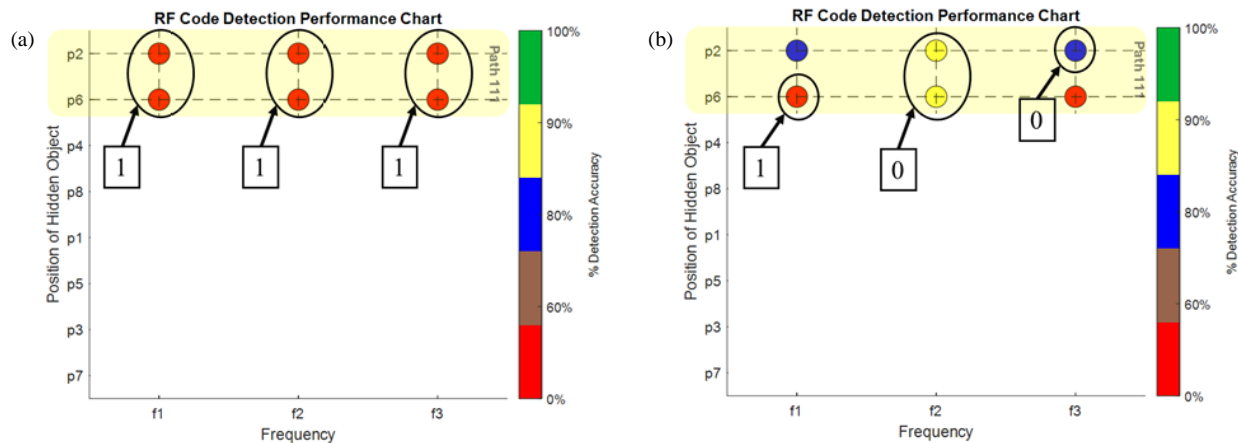 (a)
RF Code Detection Performance Chart
Position of Hidden Object
p2
p6
p4
p8
p1
p5
p3
p7
f1
f2
f3
Frequency
Path 111
1
1
1
100%
90%
80%
60%
0%
% Detection Accuracy
(b)
RF Code Detection Performance Chart
Position of Hidden Object
p2
p6
p4
p8
p1
p5
p3
p7
f1
f2
f3
Frequency
Path 111
1
0
0
100%
90%
80%
60%
0%
% Detection Accuracy